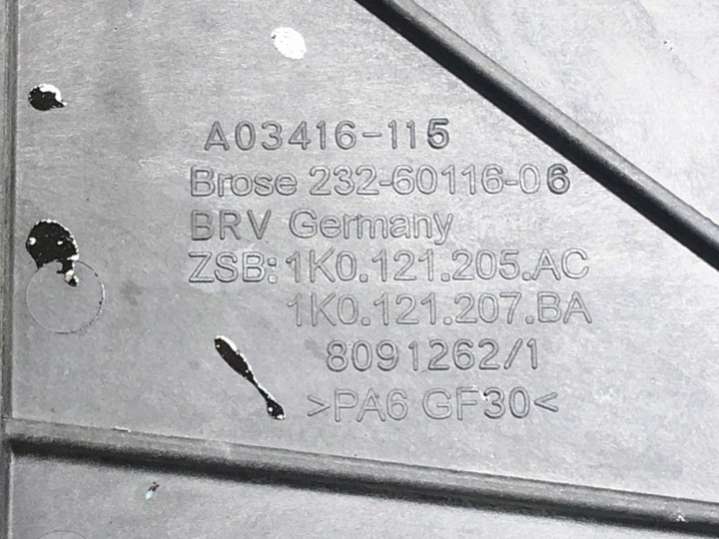 A03416-115
Brose 232-60116-06
BRV Germany
ZSB: 1K0.121.205.AC
1K0.121.207.BA
8091262/1
>PA6 GF30<